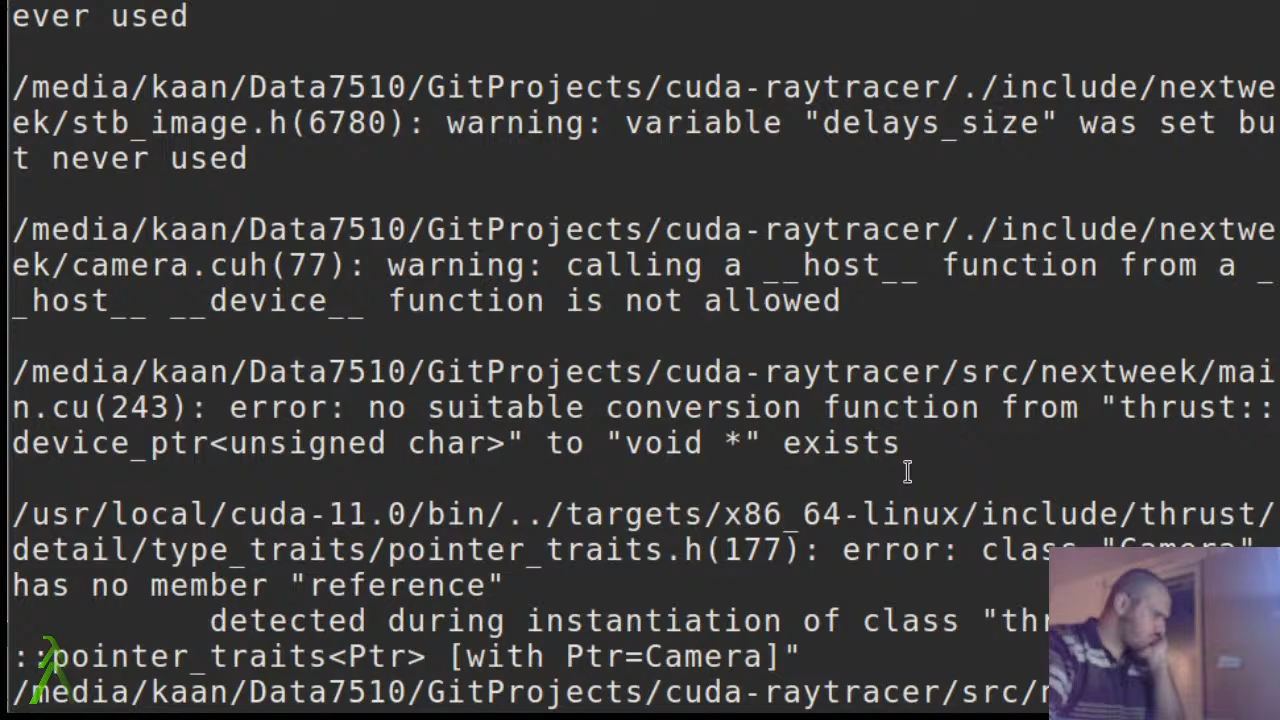 ever used
/media/kaan/Data7510/GitProjects/cuda-raytracer/./include/nextwe
ek/stb_image.h(6780): warning: variable "delays_size" was set bu
t never used
/media/kaan/Data7510/GitProjects/cuda-raytracer/./include/nextwe
ek/camera.cuh(77): warning: calling a __host__ function from a _
_host__ __device__ function is not allowed
/media/kaan/Data7510/GitProjects/cuda-raytracer/src/nextweek/mai
n.cu(243): error: no suitable conversion function from "thrust::
device_ptr<unsigned char>" to "void *" exists
/usr/local/cuda-11.0/bin/../targets/x86_64-linux/include/thrust/
detail/type_traits/pointer_traits.h(177): error: class "Camera"
has no member "reference"
detected during instantiation of class "thr
::pointer_traits<Ptr> [with Ptr=Camera]"
/media/kaan/Data7510/GitProjects/cuda-raytracer/src/n